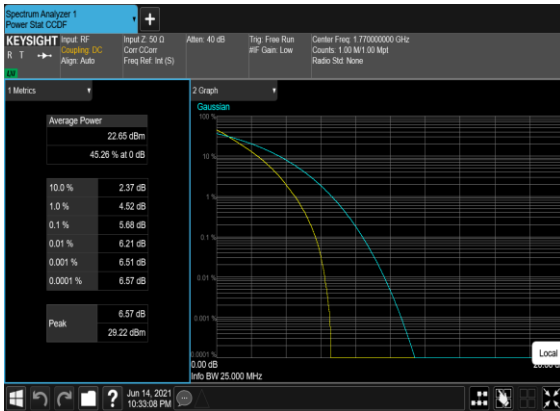 Spectrum Analyzer 1
Power Stat CCDF
KEYSIGHT
R T
LM
Input: RF
Coupling: DC
Align: Auto
Input Z: 50 Ω
Corr CCorr
Freq Ref: Int (S)
Atten: 40 dB
Trig: Free Run
#IF Gain: Low
Center Freq: 1.770000000 GHz
Counts: 1.00 M/1.00 Mpt
Radio Std: None
1 Metrics
Average Power
22.65 dBm
45.26 % at 0 dB
10.0 % 2.37 dB
1.0 % 4.52 dB
0.1 % 5.68 dB
0.01 % 6.21 dB
0.001 % 6.51 dB
0.0001 % 6.57 dB
Peak
6.57 dB
29.22 dBm
2 Graph
Gaussian
100 %
10 %
1 %
0.1 %
0.01 %
0.001 %
0.0001 %
0.00 dB
Info BW 25.000 MHz
Local
?
Jun 14, 2021
10:33:08 PM